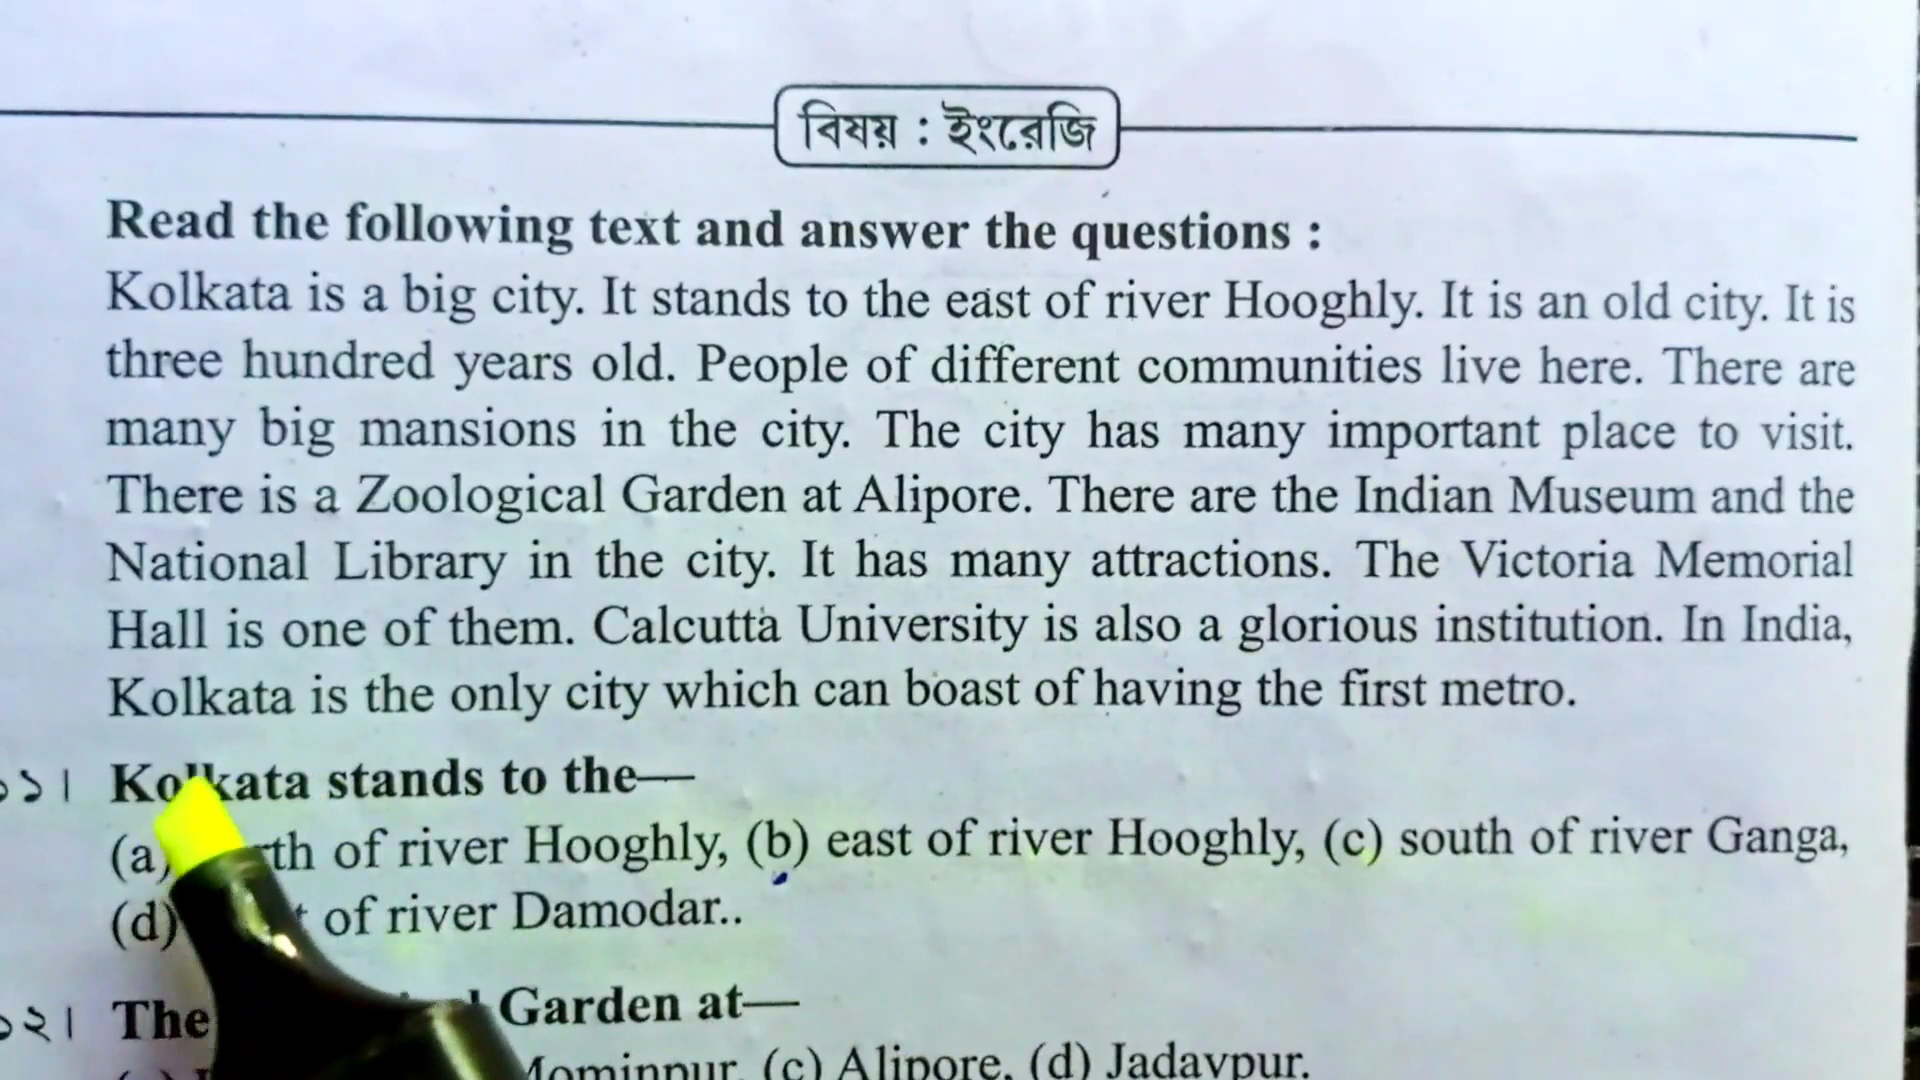 বিষয় : ইংরেজি
Read the following text and answer the questions :
Kolkata is a big city. It stands to the east of river Hooghly. It is an old city. It is
three hundred years old. People of different communities live here. There are
many big mansions in the city. The city has many important place to visit.
There is a Zoological Garden at Alipore. There are the Indian Museum and the
National Library in the city. It has many attractions. The Victoria Memorial
Hall is one of them. Calcutta University is also a glorious institution. In India,
Kolkata is the only city which can boast of having the first metro.
১। Kolkata stands to the—
(a) of river Hooghly, (b) east of river Hooghly, (c) south of river Ganga,
(d) of river Damodar..
২। The Garden at—
(c) Alipore, (d) Jadavpur.